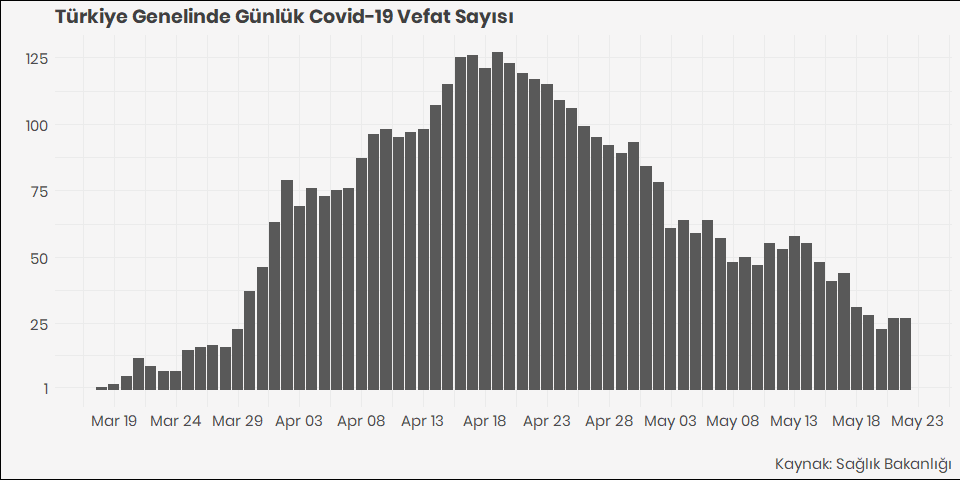 Türkiye Genelinde Günlük Covid-19 Vefat Sayısı
125
100
75
50
25
1
Mar 19 Mar 24 Mar 29 Apr 03 Apr 08 Apr 13 Apr 18 Apr 23 Apr 28 May 03 May 08 May 13 May 18 May 23
Kaynak: Sağlık Bakanlığı